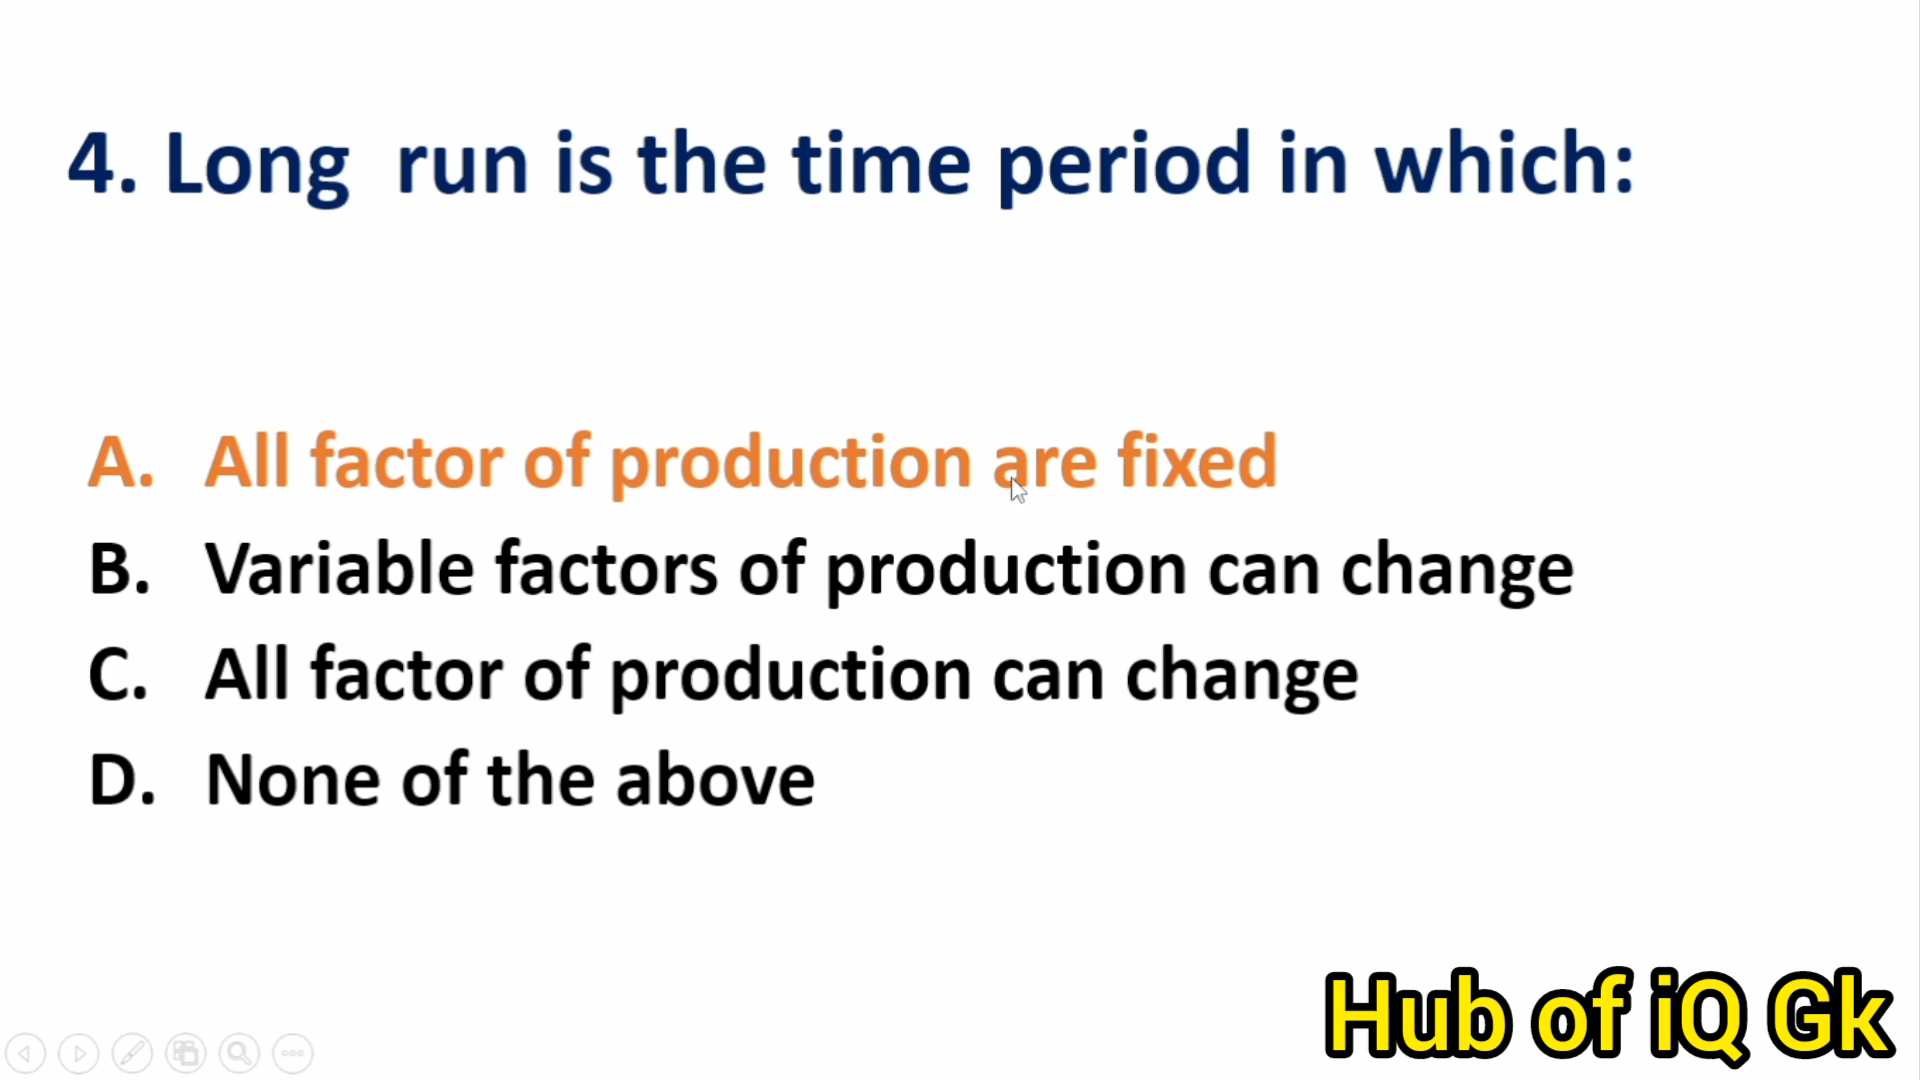 4. Long run is the time period in which:
A. All factor of production are fixed
B. Variable factors of production can change
C. All factor of production can change
D. None of the above
Hub of iQ Gk